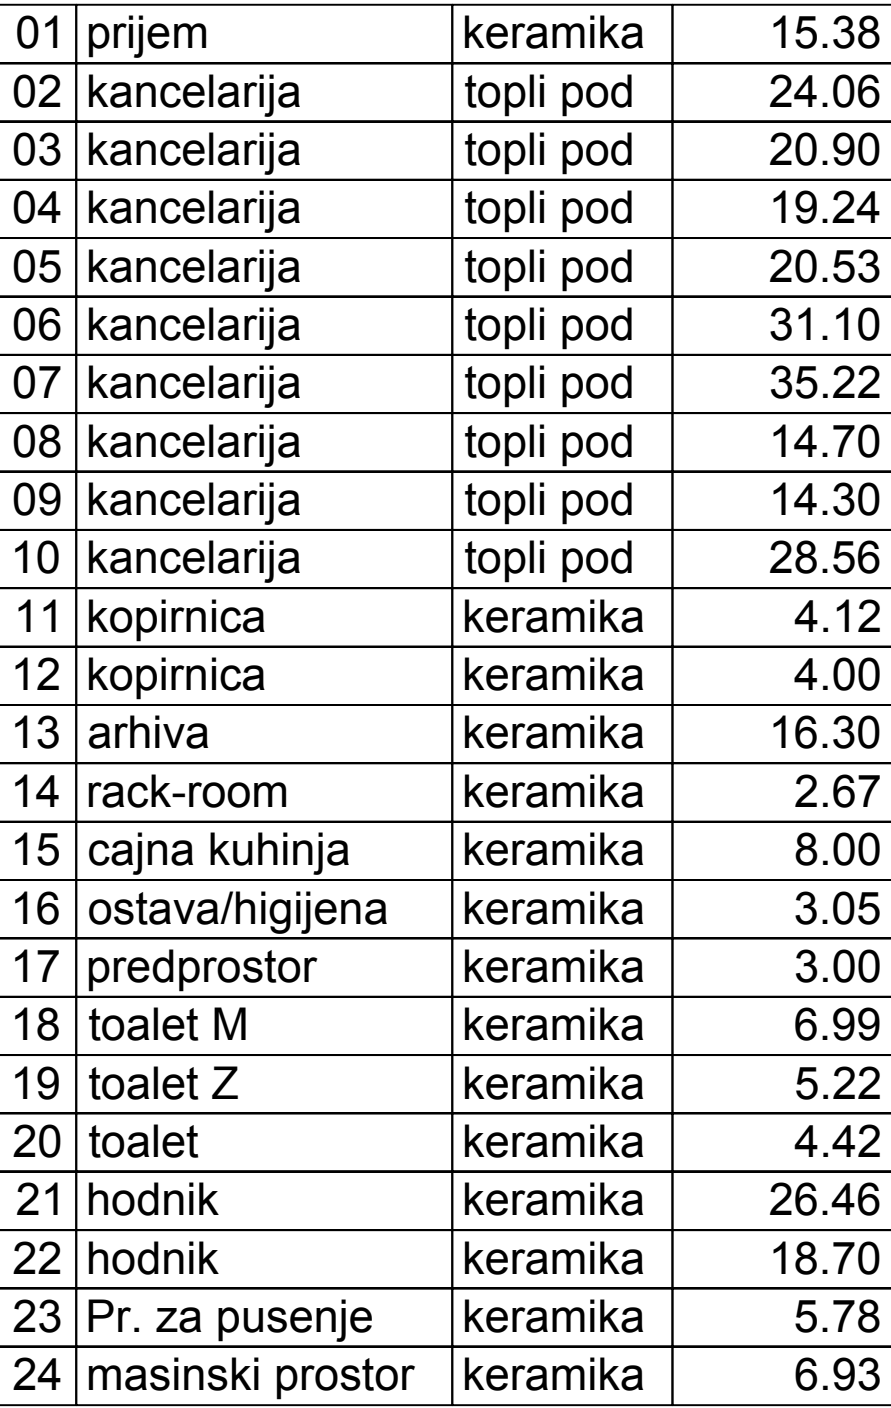 01 prijem keramika 15.38
02 kancelarija topli pod 24.06
03 kancelarija topli pod 20.90
04 kancelarija topli pod 19.24
05 kancelarija topli pod 20.53
06 kancelarija topli pod 31.10
07 kancelarija topli pod 35.22
08 kancelarija topli pod 14.70
09 kancelarija topli pod 14.30
10 kancelarija topli pod 28.56
11 kopirnica keramika 4.12
12 kopirnica keramika 4.00
13 arhiva keramika 16.30
14 rack-room keramika 2.67
15 cajna kuhinja keramika 8.00
16 ostava/higijena keramika 3.05
17 predprostor keramika 3.00
18 toalet M keramika 6.99
19 toalet Z keramika 5.22
20 toalet keramika 4.42
21 hodnik keramika 26.46
22 hodnik keramika 18.70
23 Pr. za pusenje keramika 5.78
24 masinski prostor keramika 6.93